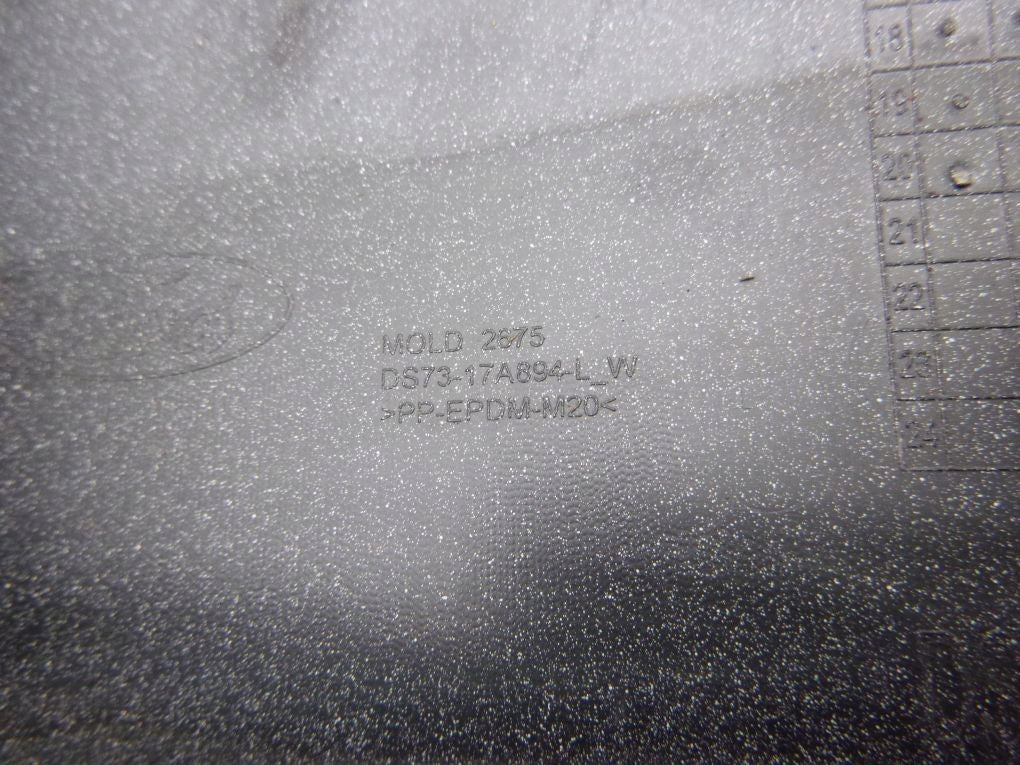 MOLD 2675
DS73-17A894-L_W
>PP-EPDM-M20<
18
19
20
21
22
23
24